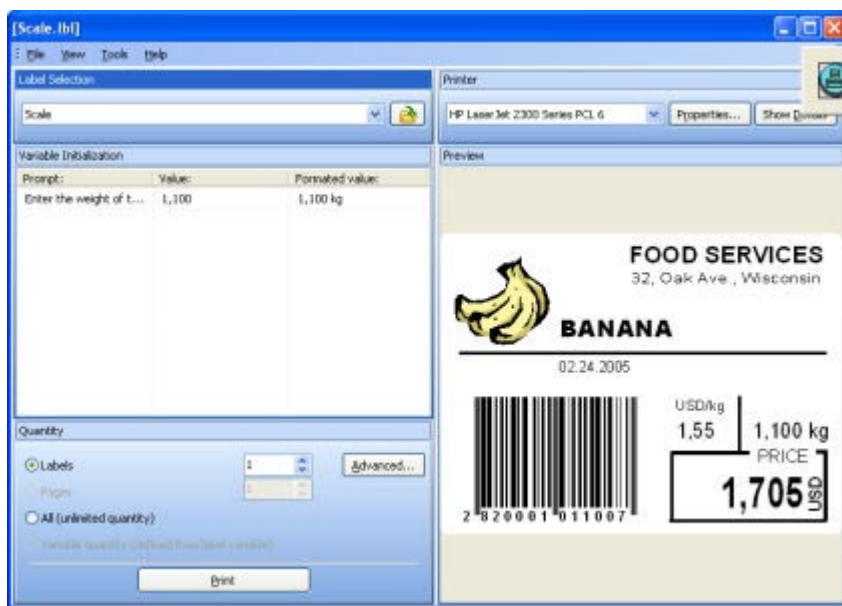 [Scale.lbl]
File View Tools Help
Label Selection
Scale
Variable Initialization
Prompt: Value: Formated value:
Enter the weight of t... 1,100 1,100 kg
Quantity
Labels 1 Advanced...
Pages
All (unlimited quantity)
Variable quantity (defined from label variable)
Print
Printer
HP LaserJet 2300 Series PCL 6 Properties... Show
Preview
FOOD SERVICES
32, Oak Ave., Wisconsin
BANANA
02.24.2005
USD/kg
1,55 1,100 kg
PRICE
1,705 USD
2 820001 011007